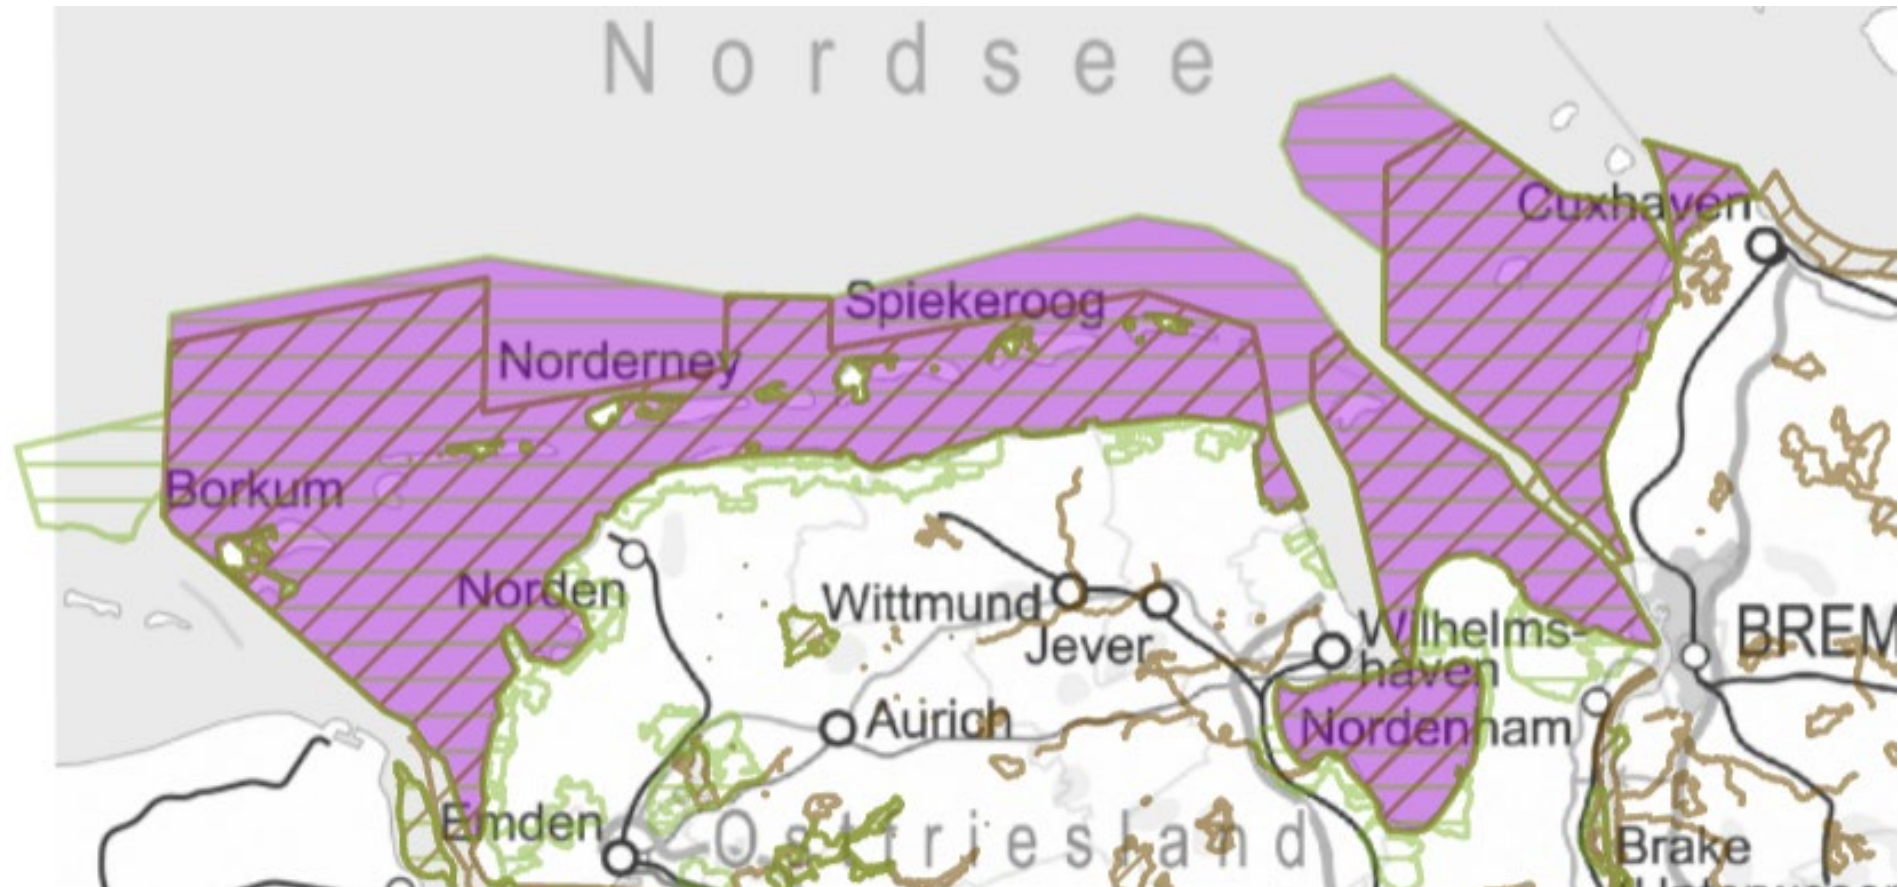 Nordsee
Cuxhaven
Spiekeroog
Norderney
Borkum
Norden
Wittmund
Jever
Wilhelms-
haven
BREM
Aurich
Nordenham
Emden
Ostfriesland
Brake